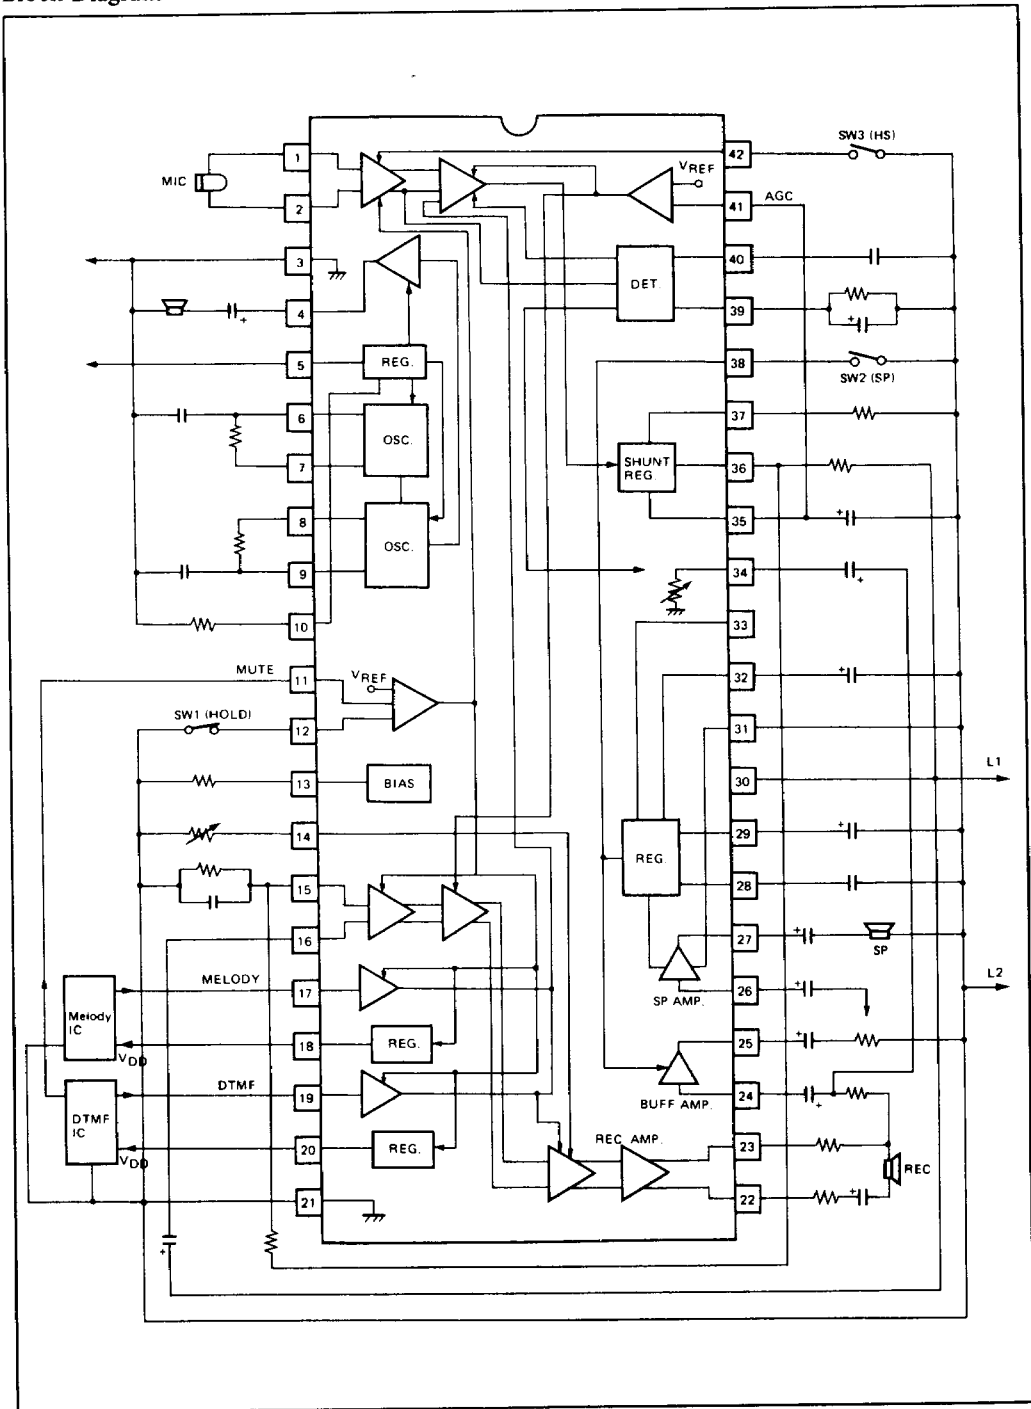 1
42
SW3 (HS)
MIC
VREF
2
41
AGC
3
40
DET.
4
39
5
REG.
38
SW2 (SP)
6
37
OSC.
7
SHUNT
REG.
36
8
35
OSC.
9
34
10
33
MUTE
11
VREF
32
SW1 (HOLD)
12
31
13
BIAS
30
L1
14
29
REG.
15
28
16
27
SP
MELODY
17
SP AMP.
26
L2
Melody
IC
VDD
18
REG.
25
DTMF
19
BUFF AMP.
24
DTMF
IC
VDD
20
REG.
REC AMP.
23
REC
21
22